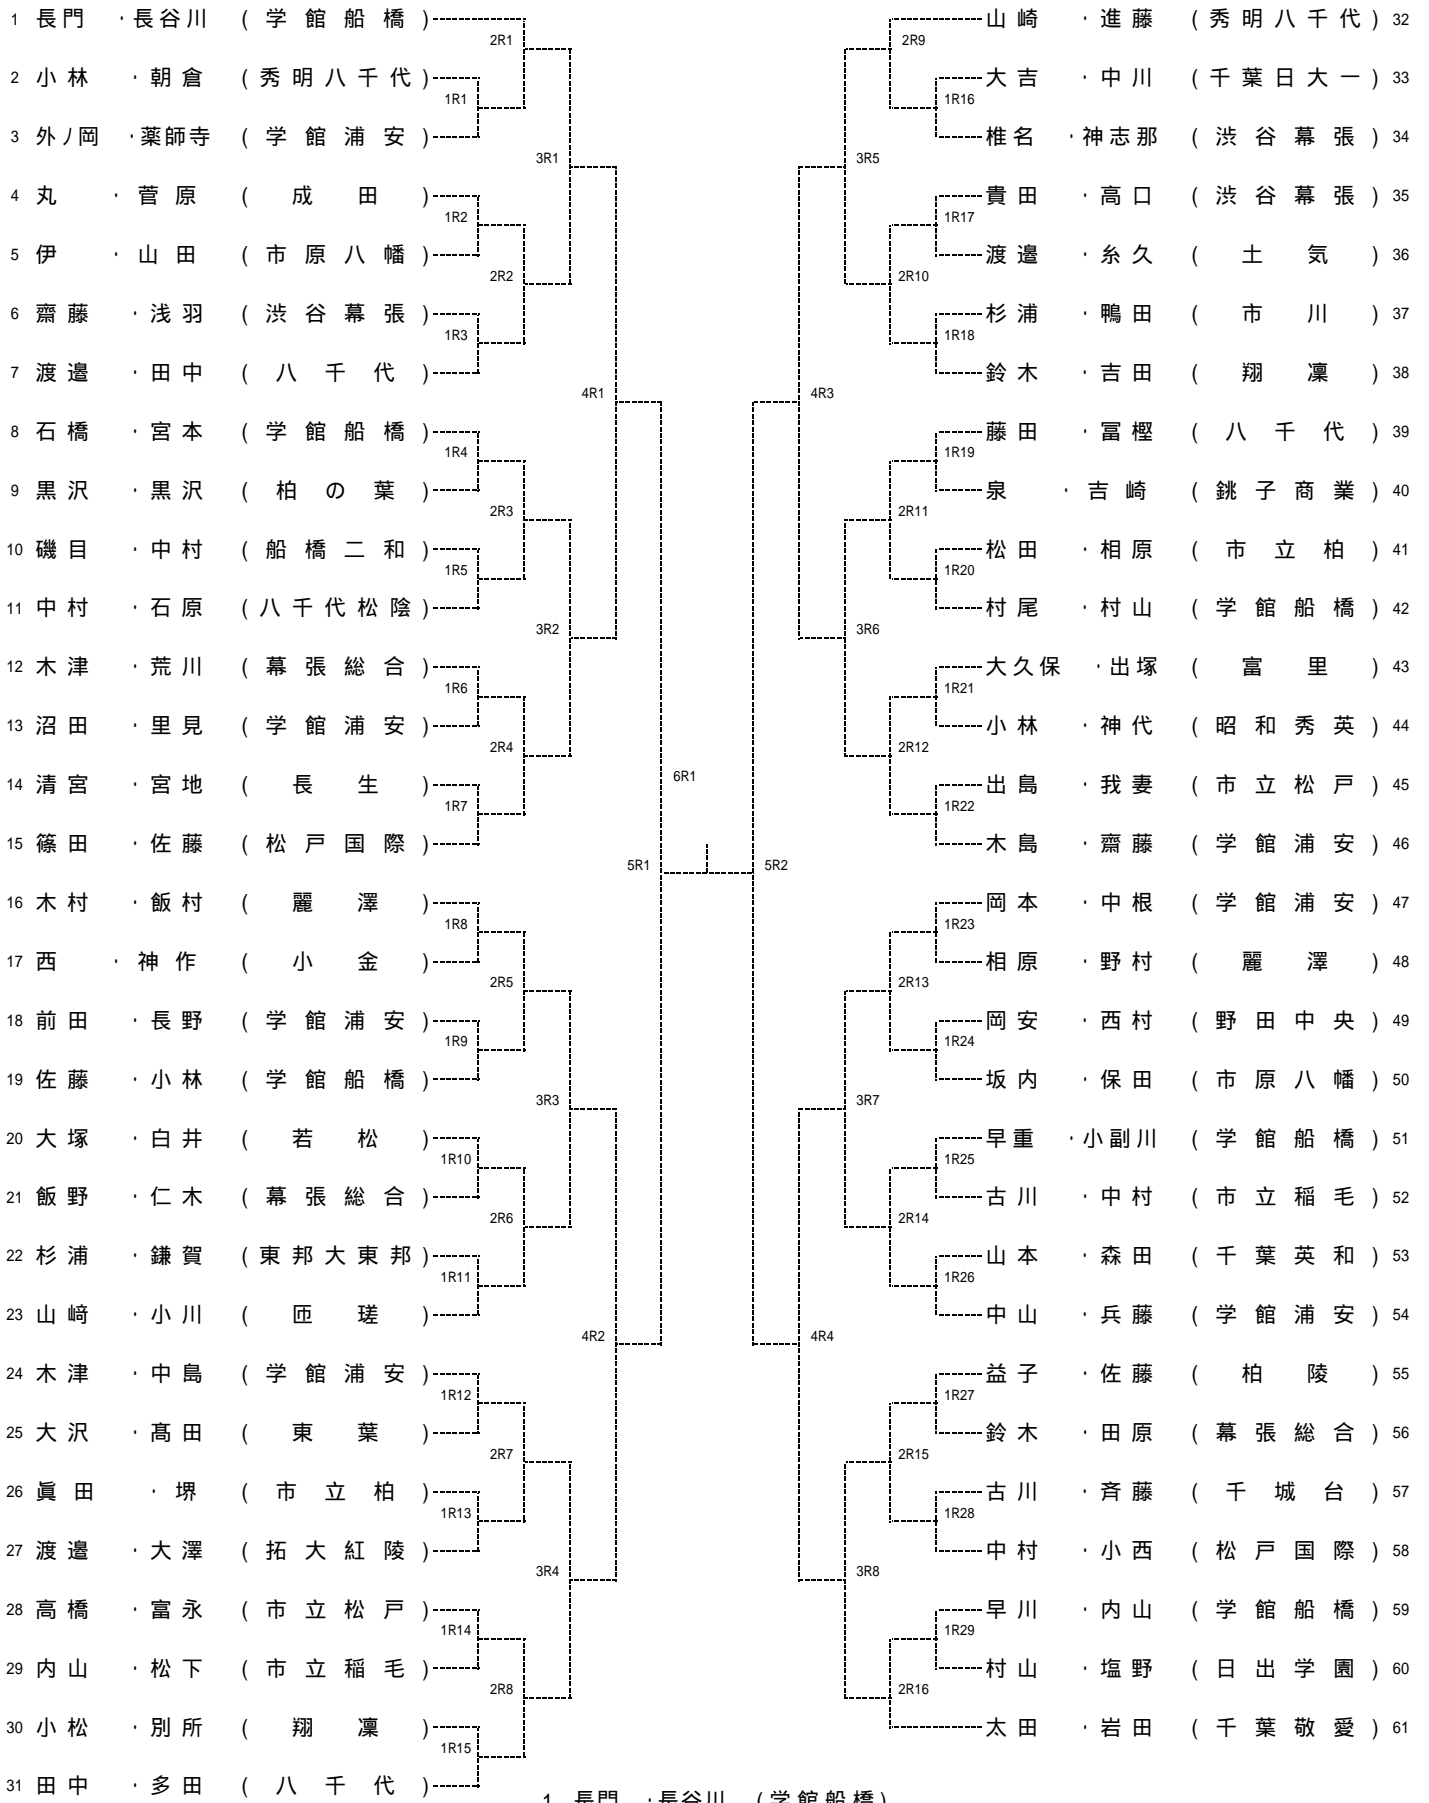 1 長門 ・長谷川 (学館船橋)
2 小林 ・朝倉 (秀明八千代)
3 外ノ岡 ・薬師寺 (学館浦安)
4 丸 ・菅原 (成田)
5 伊 ・山田 (市原八幡)
6 齋藤 ・浅羽 (渋谷幕張)
7 渡邉 ・田中 (八千代)
8 石橋 ・宮本 (学館船橋)
9 黒沢 ・黒沢 (柏の葉)
10 磯目 ・中村 (船橋二和)
11 中村 ・石原 (八千代松陰)
12 木津 ・荒川 (幕張総合)
13 沼田 ・里見 (学館浦安)
14 清宮 ・宮地 (長生)
15 篠田 ・佐藤 (松戸国際)
16 木村 ・飯村 (麗澤)
17 西 ・神作 (小金)
18 前田 ・長野 (学館浦安)
19 佐藤 ・小林 (学館船橋)
20 大塚 ・白井 (若松)
21 飯野 ・仁木 (幕張総合)
22 杉浦 ・鎌賀 (東邦大東邦)
23 山﨑 ・小川 (匝瑳)
24 木津 ・中島 (学館浦安)
25 大沢 ・髙田 (東葉)
26 眞田 ・堺 (市立柏)
27 渡邉 ・大澤 (拓大紅陵)
28 高橋 ・富永 (市立松戸)
29 内山 ・松下 (市立稲毛)
30 小松 ・別所 (翔凜)
31 田中 ・多田 (八千代)
1R1
1R2
1R3
1R4
1R5
1R6
1R7
1R8
1R9
1R10
1R11
1R12
1R13
1R14
1R15
2R1
2R2
2R3
2R4
2R5
2R6
2R7
2R8
3R1
3R2
3R3
3R4
4R1
4R2
5R1
6R1
5R2
4R3
4R4
3R5
3R6
3R7
3R8
2R9
2R10
2R11
2R12
2R13
2R14
2R15
2R16
1R16
1R17
1R18
1R19
1R20
1R21
1R22
1R23
1R24
1R25
1R26
1R27
1R28
1R29
山崎 ・進藤 (秀明八千代) 32
大吉 ・中川 (千葉日大一) 33
椎名 ・神志那 (渋谷幕張) 34
貴田 ・高口 (渋谷幕張) 35
渡邉 ・糸久 (土気) 36
杉浦 ・鴨田 (市川) 37
鈴木 ・吉田 (翔凜) 38
藤田 ・冨樫 (八千代) 39
泉 ・吉崎 (銚子商業) 40
松田 ・相原 (市立柏) 41
村尾 ・村山 (学館船橋) 42
大久保 ・出塚 (富里) 43
小林 ・神代 (昭和秀英) 44
出島 ・我妻 (市立松戸) 45
木島 ・齋藤 (学館浦安) 46
岡本 ・中根 (学館浦安) 47
相原 ・野村 (麗澤) 48
岡安 ・西村 (野田中央) 49
坂内 ・保田 (市原八幡) 50
早重 ・小副川 (学館船橋) 51
古川 ・中村 (市立稲毛) 52
山本 ・森田 (千葉英和) 53
中山 ・兵藤 (学館浦安) 54
益子 ・佐藤 (柏陵) 55
鈴木 ・田原 (幕張総合) 56
古川 ・斉藤 (千城台) 57
中村 ・小西 (松戸国際) 58
早川 ・内山 (学館船橋) 59
村山 ・塩野 (日出学園) 60
太田 ・岩田 (千葉敬愛) 61
1 長門 ・長谷川 (学館船橋)